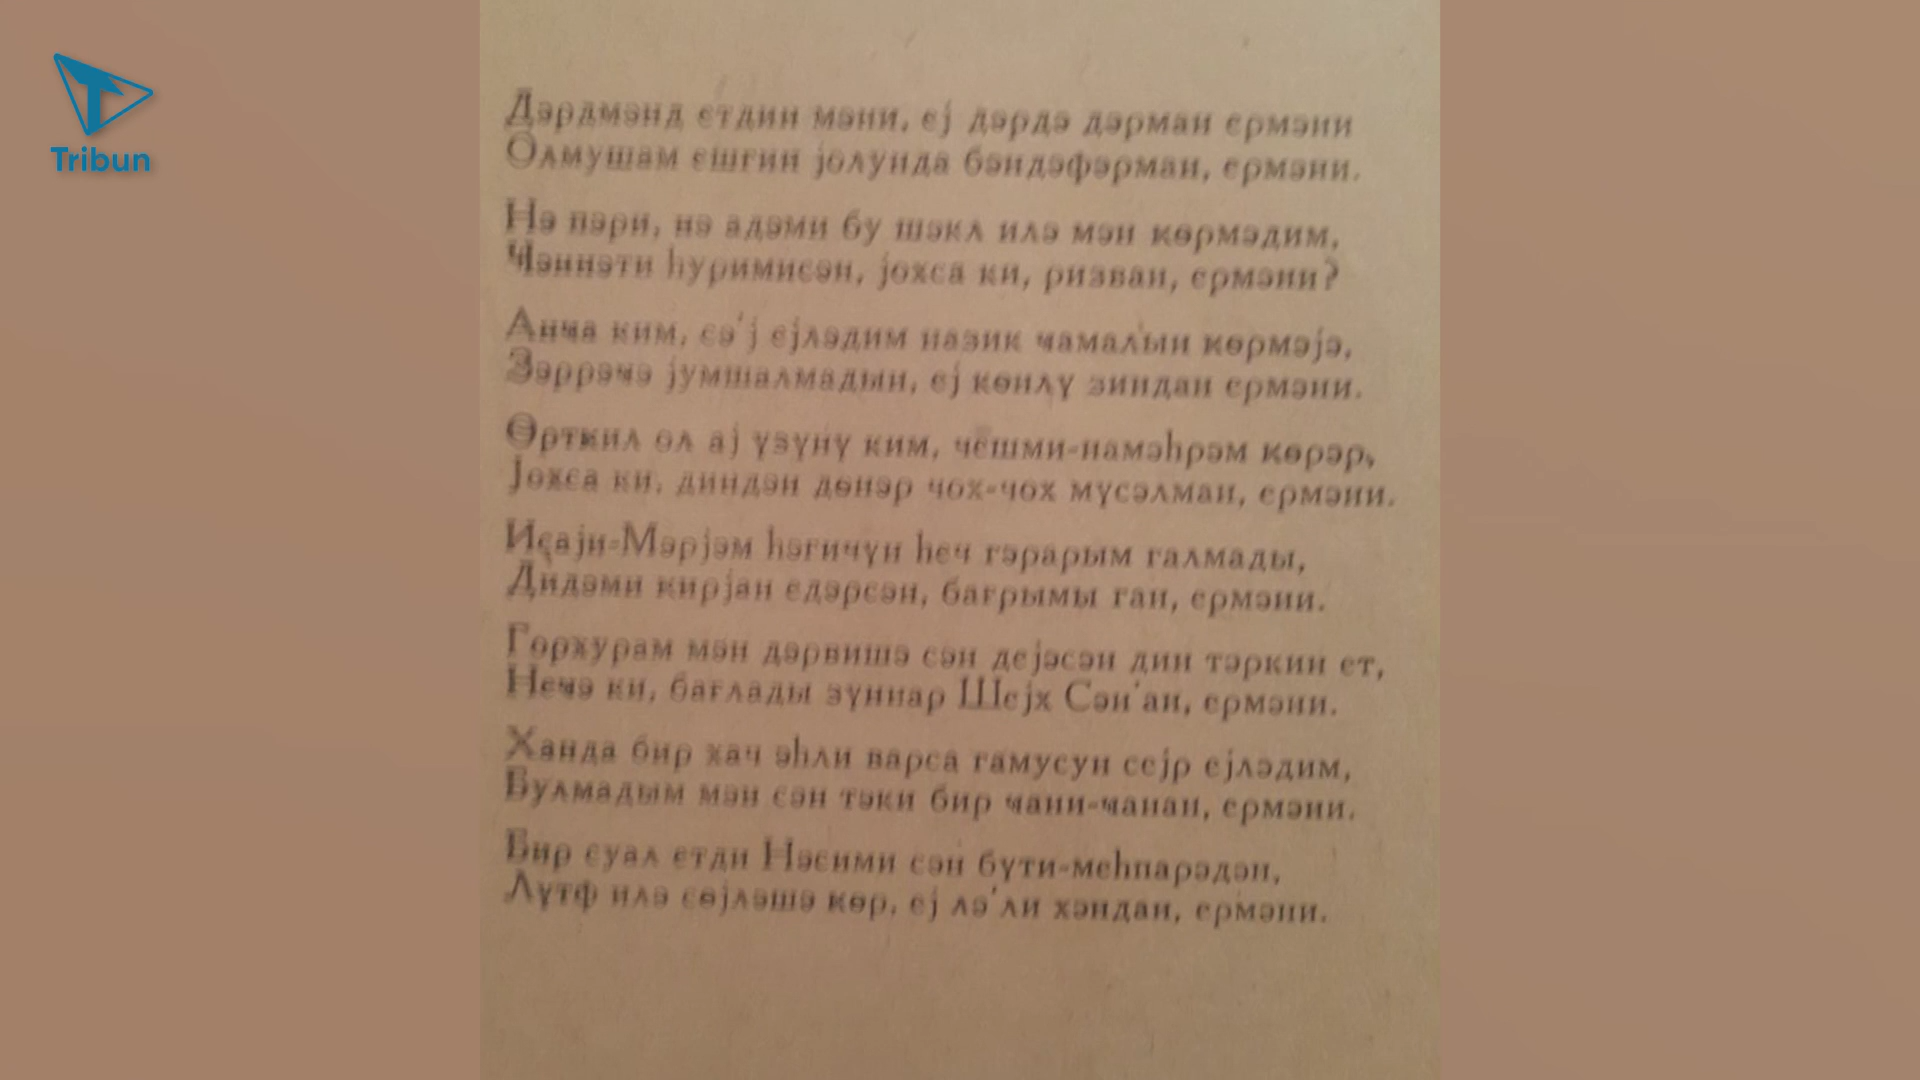 Tribun
Дәрдмәнд етдин мәни, еј дәрдә дәрман ермәни
Олмушам ешгин јолунда бәндәфәрман, ермәни.
Нә пәри, нә адәми бу шәкл илә мән көрмәдим,
Ҹәннәти һуримисән, јохса ки, ризван, ермәни?
Анҹа ким, сә'ј ејләдим назик ҹамалын көрмәјә,
Зәррәҹә јумшалмадын, еј көнлү зиндан ермәни.
Өрткил ол ај үзүнү ким, чешми-намәһрәм көрәр,
Јохса ки, диндән дөнәр чох-чох мүсәлман, ермәни.
Исаји-Мәрјәм һәгичүн һеч гәрарым галмады,
Дидәми кирјан едәрсән, бағрымы ган, ермәни.
Горхурам мән дәрвишә сән дејәсән дин тәркин ет,
Неҹә ки, бағлады зүннар Шејх Сән'ан, ермәни.
Ханда бир хач әһли варса гамусун сејр ејләдим,
Булмадым мән сән тәки бир ҹани-ҹанан, ермәни.
Бир суал етди Нәсими сән бүти-меһпарәдән,
Лүтф илә сөјләшә көр, еј лә'ли хәндан, ермәни.